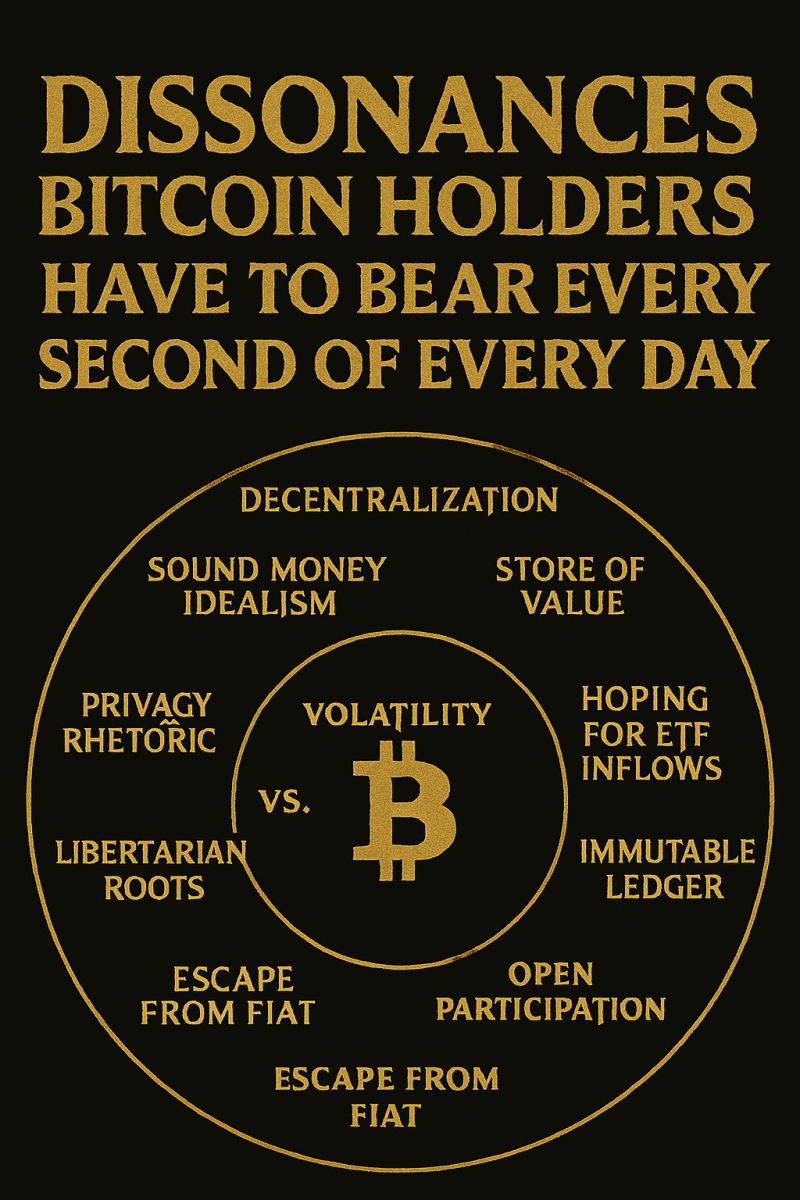 DISSONANCES
BITCOIN HOLDERS
HAVE TO BEAR EVERY
SECOND OF EVERY DAY
DECENTRALIZATION
SOUND MONEY
IDEALISM
STORE OF
VALUE
PRIVAGY
RHETORIC
VOLATILITY
HOPING
FOR ETF
INFLOWS
VS.
LIBERTARIAN
ROOTS
IMMUTABLE
LEDGER
ESCAPE
FROM FIAT
OPEN
PARTICIPATION
ESCAPE FROM
FIAT